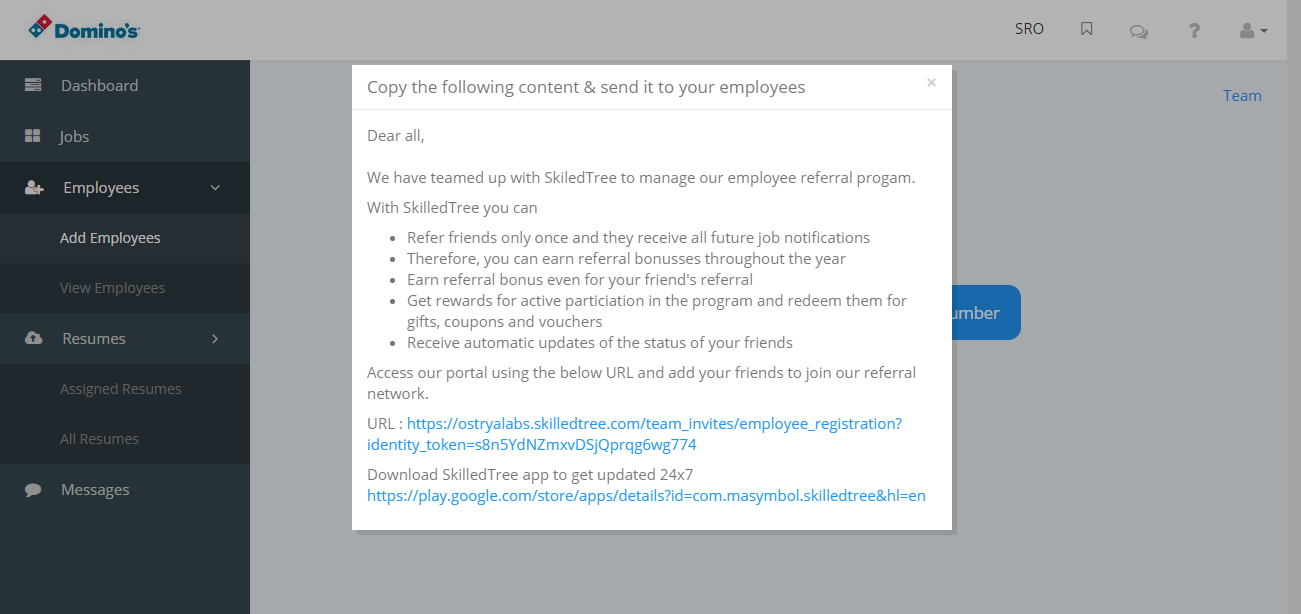 Domino's
SRO
?
Dashboard
Jobs
Employees
Add Employees
View Employees
Resumes
Assigned Resumes
All Resumes
Messages
Team
Copy the following content & send it to your employees
×
Dear all,
We have teamed up with SkiledTree to manage our employee referral progam.
With SkilledTree you can
• Refer friends only once and they receive all future job notifications
• Therefore, you can earn referral bonusses throughout the year
• Earn referral bonus even for your friend's referral
• Get rewards for active particiation in the program and redeem them for
gifts, coupons and vouchers
• Receive automatic updates of the status of your friends
Access our portal using the below URL and add your friends to join our referral
network.
URL : https://ostryalabs.skilledtree.com/team_invites/employee_registration?
identity_token=s8n5YdNZmxvDSjQprqg6wg774
Download SkilledTree app to get updated 24x7
https://play.google.com/store/apps/details?id=com.masymbol.skilledtree&hl=en